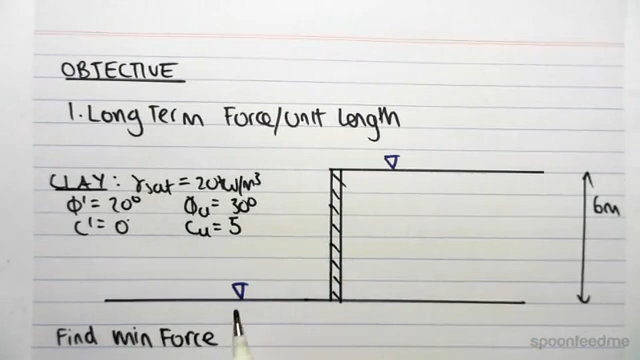 OBJECTIVE
1. Long Term Force/unit length
CLAY: γsat = 20kN/m³
φ' = 20° φu = 30°
c' = 0 cu = 5
6m
Find min Force
spoonfeedme